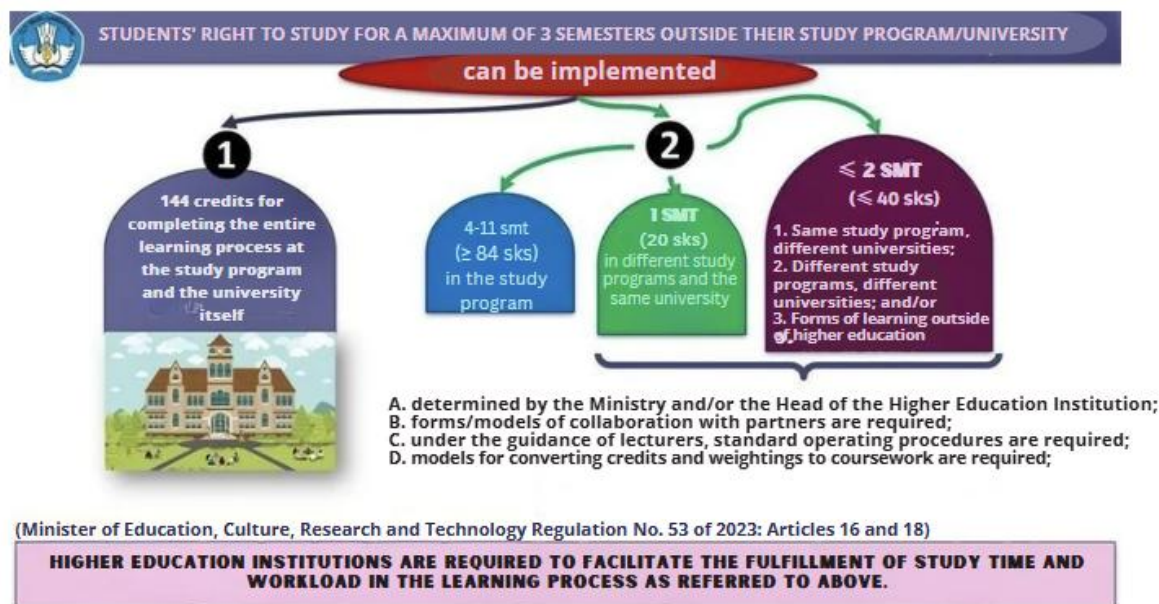 STUDENTS' RIGHT TO STUDY FOR A MAXIMUM OF 3 SEMESTERS OUTSIDE THEIR STUDY PROGRAM/UNIVERSITY
can be implemented
1
144 credits for
completing the entire
learning process at
the study program
and the university
itself
2
4-11 smt
(≥ 84 sks)
in the study
program
1 SMT
(20 sks)
in different study
programs and the
same university
⩽ 2 SMT
(⩽ 40 sks)
1. Same study program,
different universities;
2. Different study
programs, different
universities; and/or
3. Forms of learning outside
of higher education
A. determined by the Ministry and/or the Head of the Higher Education Institution;
B. forms/models of collaboration with partners are required;
C. under the guidance of lecturers, standard operating procedures are required;
D. models for converting credits and weightings to coursework are required;
(Minister of Education, Culture, Research and Technology Regulation No. 53 of 2023: Articles 16 and 18)
HIGHER EDUCATION INSTITUTIONS ARE REQUIRED TO FACILITATE THE FULFILLMENT OF STUDY TIME AND
WORKLOAD IN THE LEARNING PROCESS AS REFERRED TO ABOVE.